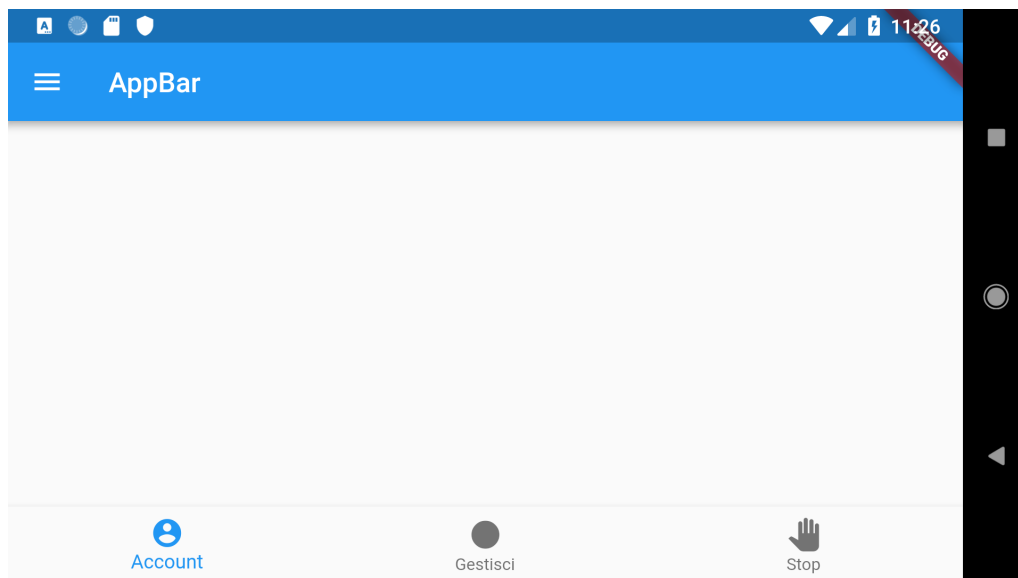 A
11:26
DEBUG
AppBar
Account
Gestisci
Stop